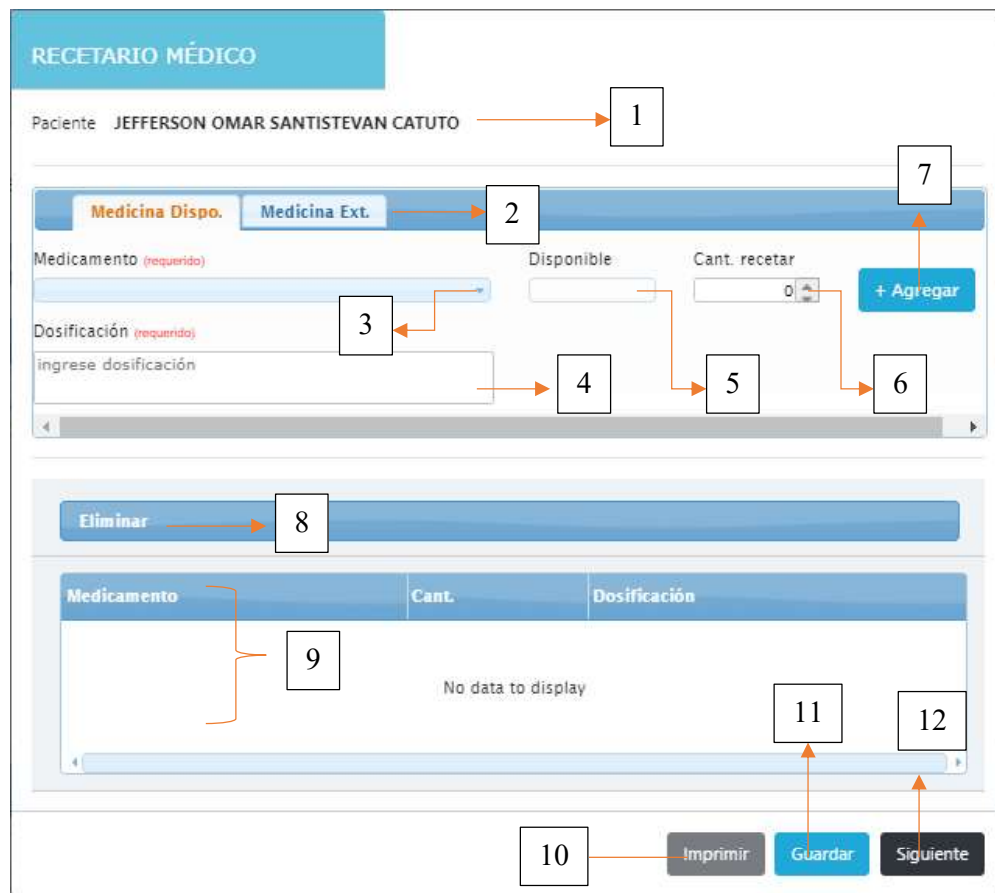 RECETARIO MÉDICO
Paciente JEFFERSON OMAR SANTISTEVAN CATUTO
1
7
Medicina Dispo. Medicina Ext.
2
Medicamento (requerido) Disponible Cant. recetar
0
+ Agregar
3
Dosificación (requerido)
ingrese dosificación
4
5
6
Eliminar
8
Medicamento Cant. Dosificación
9
No data to display
11
12
10
Imprimir Guardar Siguiente